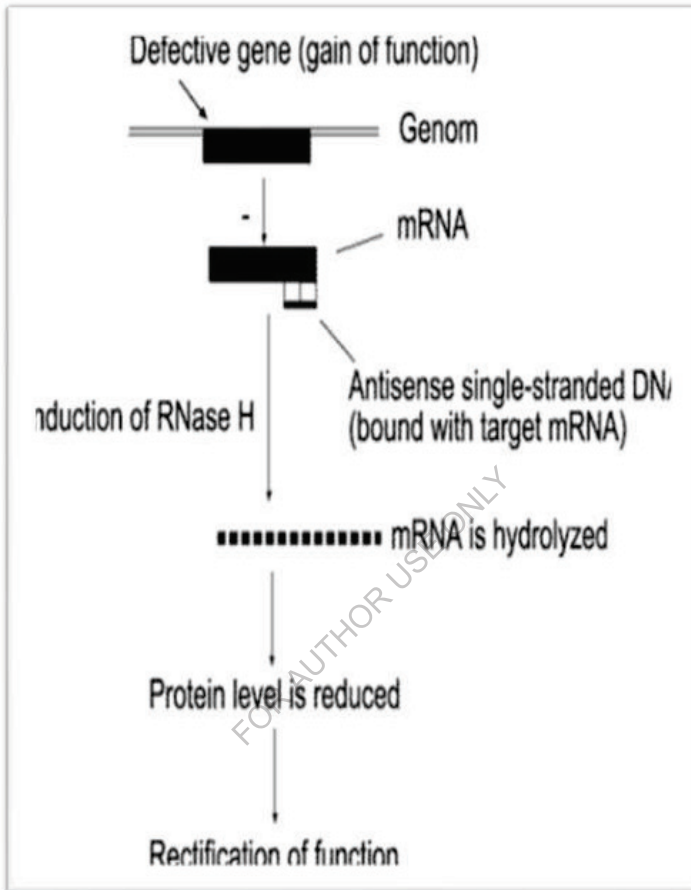 Defective gene (gain of function)
Genom
-
mRNA
Antisense single-stranded DN
(bound with target mRNA)
nduction of RNase H
mRNA is hydrolyzed
Protein level is reduced
Rectification of function
FOR AUTHOR USE ONLY